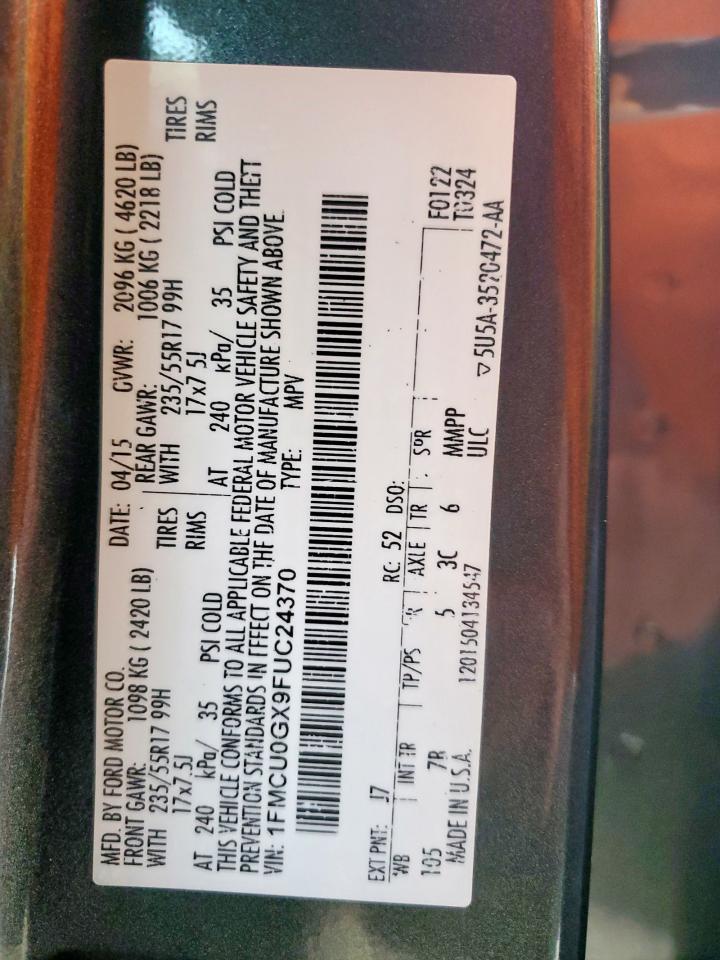 MFD. BY FORD MOTOR CO. DATE: 04/15 GVWR: 2096 KG ( 4620 LB)
FRONT GAWR: 1098 KG ( 2420 LB) REAR GAWR: 1006 KG ( 2218 LB)
WITH 235/55R17 99H TIRES WITH 235/55R17 99H TIRES
17x7.5J RIMS 17x7 5J RIMS
AT 240 kPa/ 35 PSI COLD AT 240 kPa/ 35 PSI COLD
THIS VEHICLE CONFORMS TO ALL APPLICABLE FEDERAL MOTOR VEHICLE SAFETY AND THEFT
PREVENTION STANDARDS IN EFFECT ON THE DATE OF MANUFACTURE SHOWN ABOVE.
VIN: 1FMCU0GX9FUC24370 TYPE: MPV
EXT PNT: J7 RC: 52 DSO: F0122
WB INT TR TP/PS R AXLE TR SPR T0324
105 7B 5 3C 6 MMPP
MADE IN U.S.A. 1201504134547 ULC
▽5U5A-3520472-AA